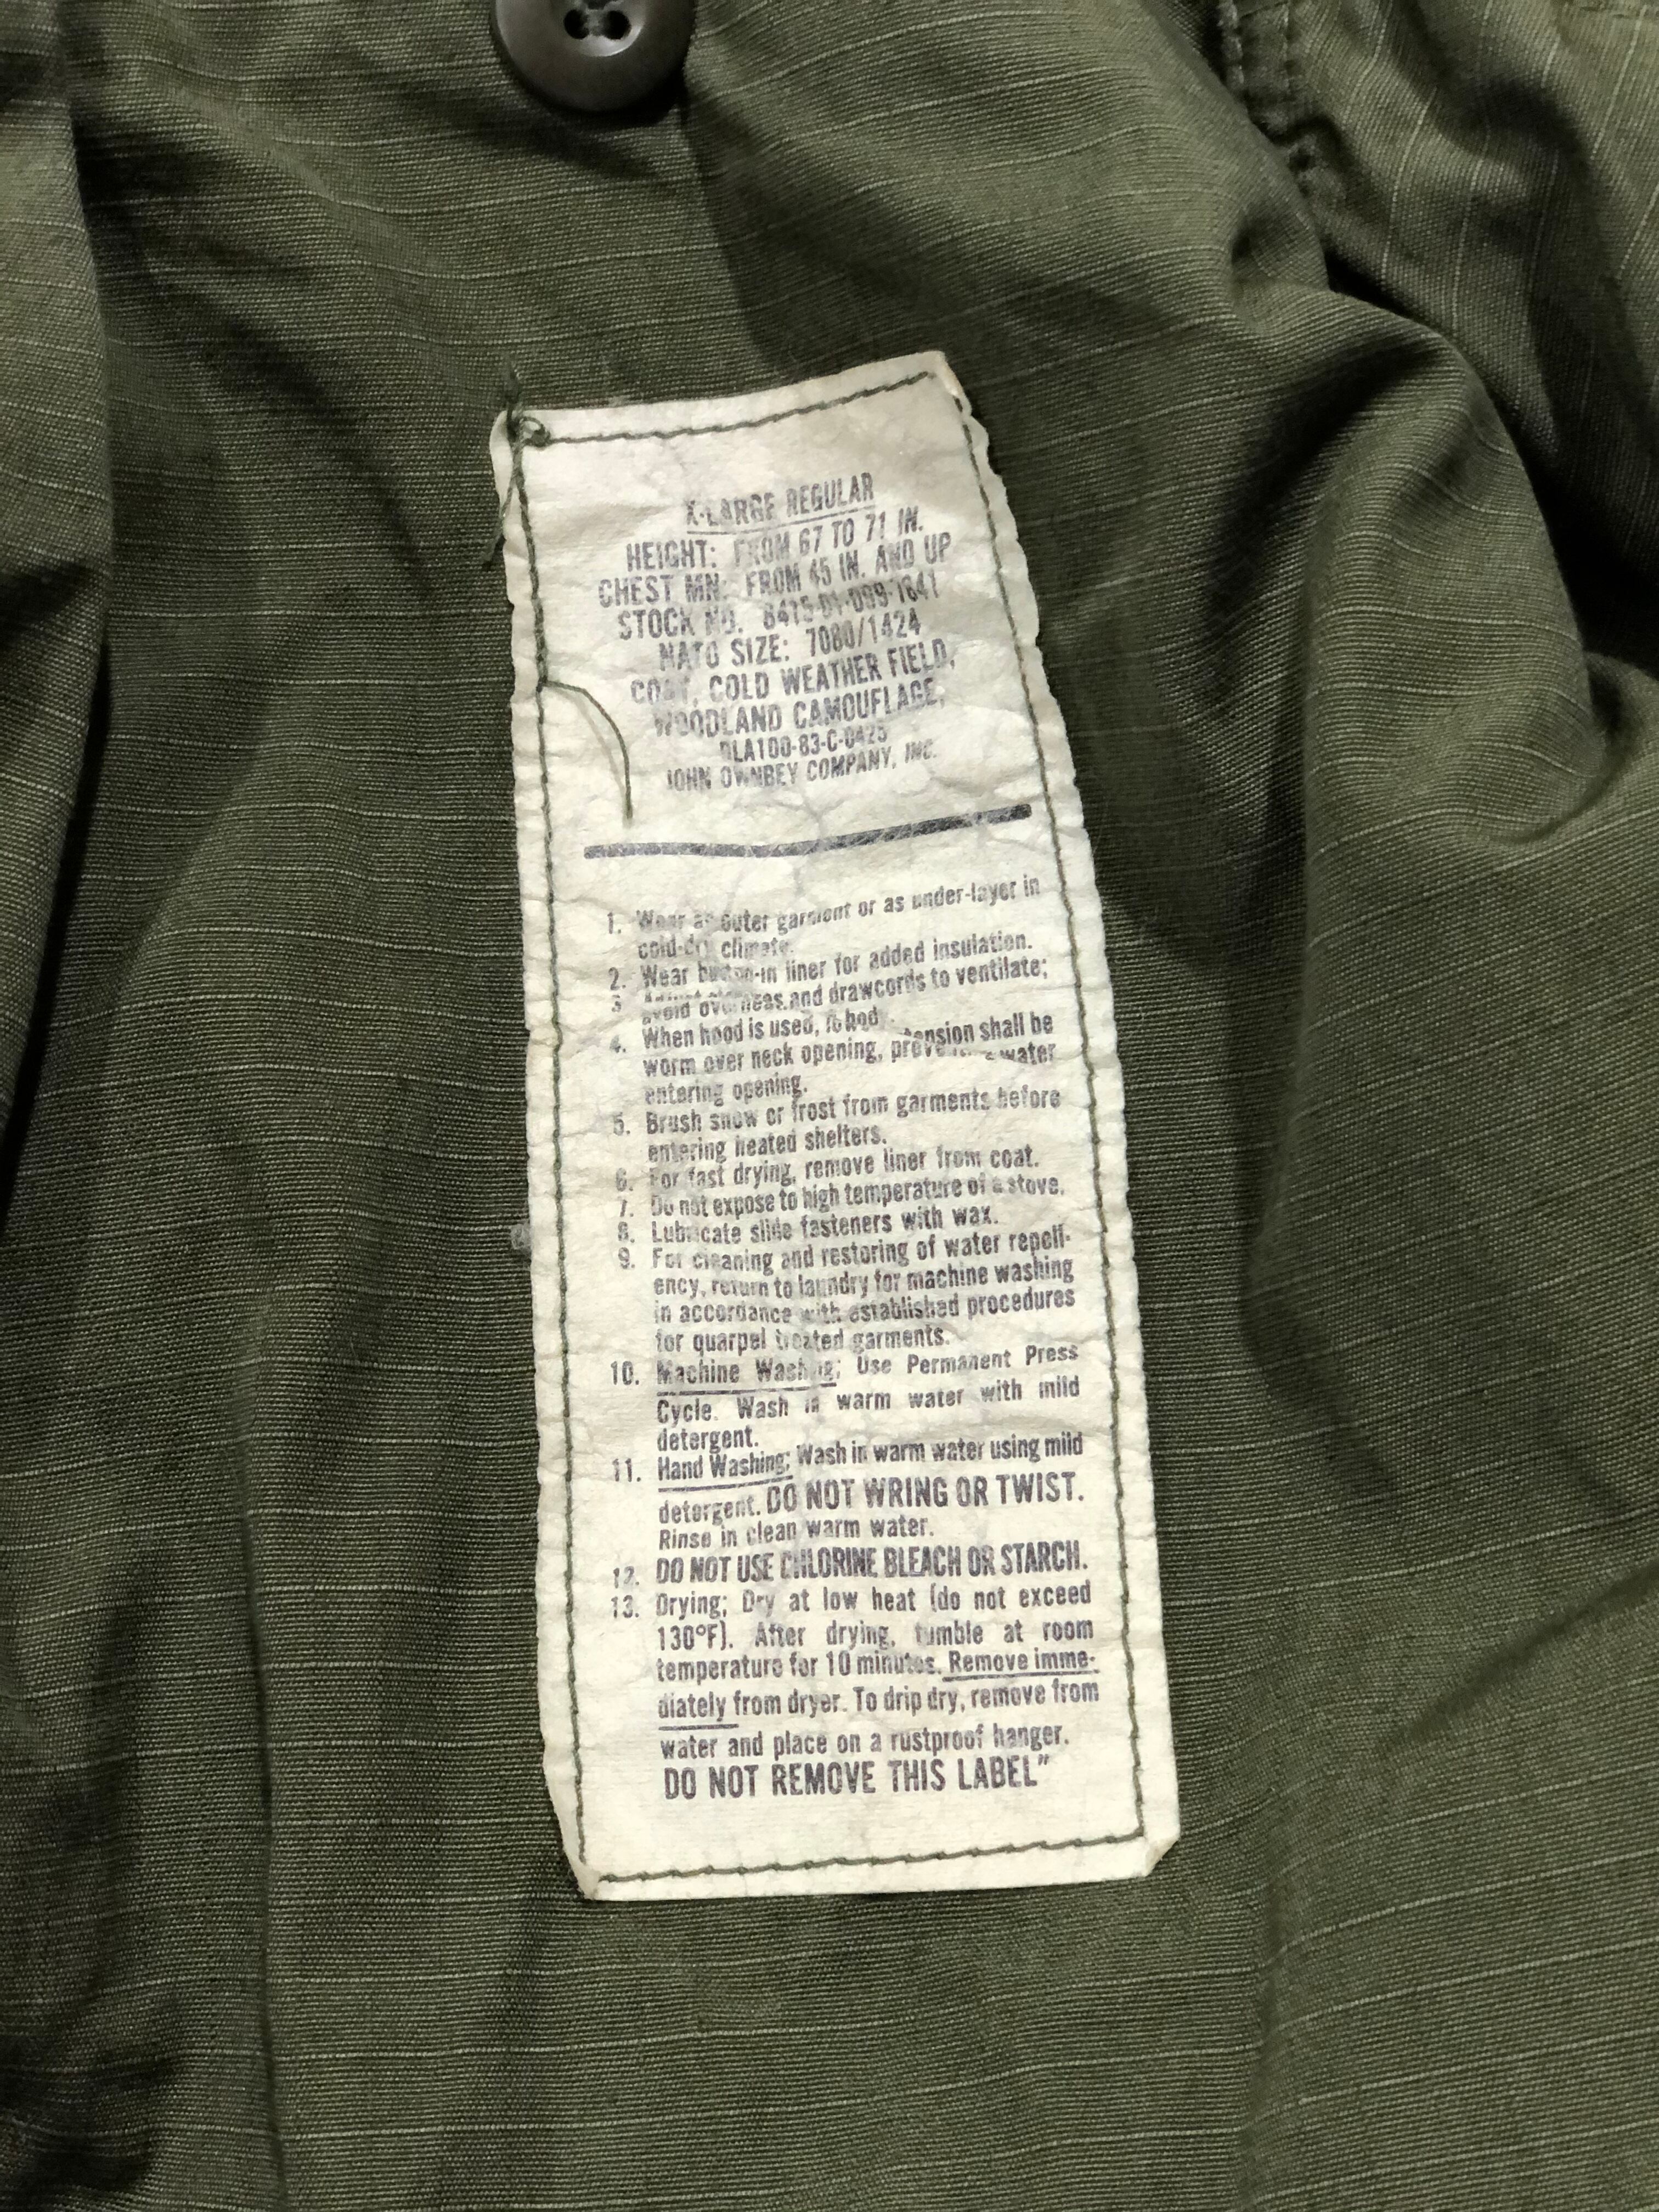 X-LARGE REGULAR
HEIGHT: FROM 67 TO 71 IN.
CHEST MN: FROM 45 IN. AND UP
STOCK NO. 8415-01-099-7841
NATO SIZE: 7080/1424
COAT, COLD WEATHER FIELD,
WOODLAND CAMOUFLAGE,
DLA100-83-C-0425
JOHN OWNBEY COMPANY, INC.
1. Wear as outer garment or as under-layer in
cold-dry climate.
2. Wear button-in liner for added insulation.
3. Adjust closures and drawcords to ventilate;
avoid overheas.
4. When hood is used, tension shall be
worm over neck opening, water
entering opening.
5. Brush snow or frost from garments before
entering heated shelters.
6. For fast drying, remove liner from coat.
7. Do not expose to high temperature of a stove.
8. Lubricate slide fasteners with wax.
9. For cleaning and restoring of water repell-
ency, return to laundry for machine washing
in accordance with established procedures
for quarpel treated garments.
10. Machine Washing; Use Permanent Press
Cycle. Wash in warm water with mild
detergent.
11. Hand Washing; Wash in warm water using mild
detergent. DO NOT WRING OR TWIST.
Rinse in clean warm water.
12. DO NOT USE CHLORINE BLEACH OR STARCH.
13. Drying; Dry at low heat (do not exceed
130°F). After drying, tumble at room
temperature for 10 minutes. Remove imme-
diately from dryer. To drip dry, remove from
water and place on a rustproof hanger.
DO NOT REMOVE THIS LABEL”